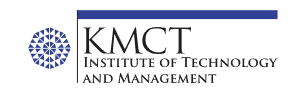 KMCT
INSTITUTE OF TECHNOLOGY
AND MANAGEMENT